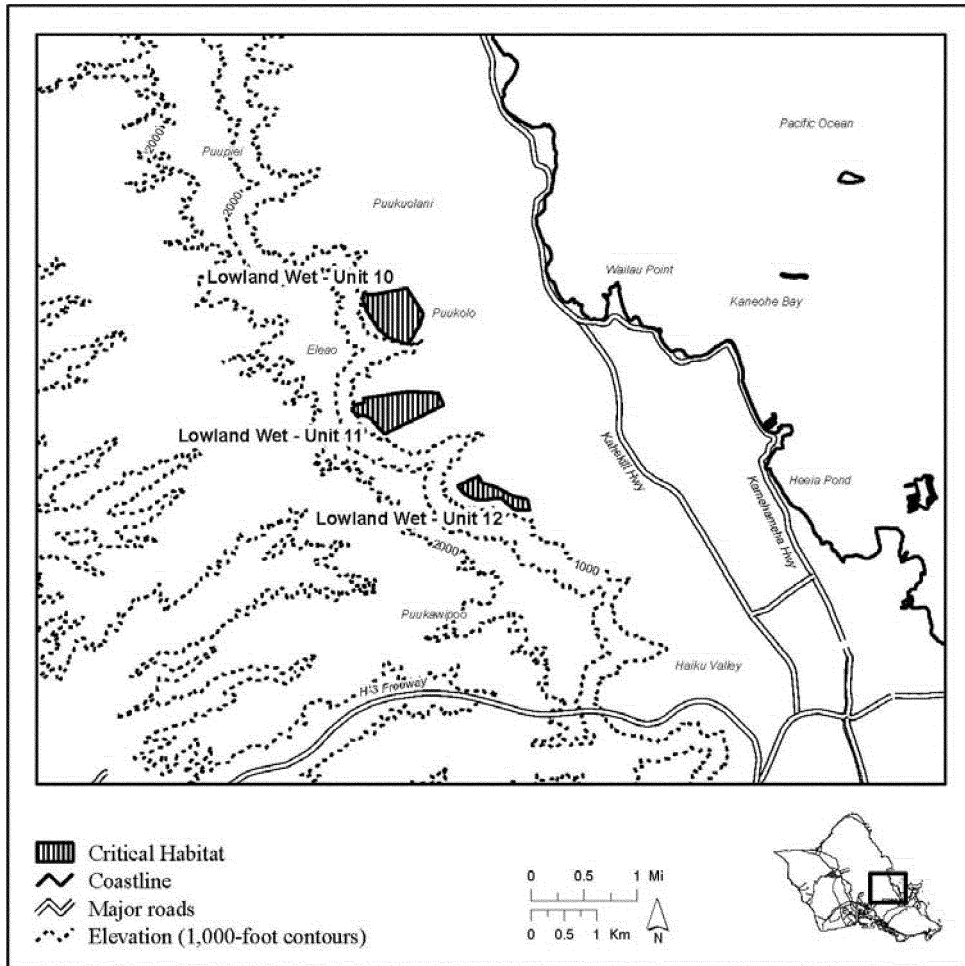 Pacific Ocean
2000
Puupiei
2000
Puukuolani
Lowland Wet - Unit 10
Wailau Point
Kaneohe Bay
Puukolo
Eleao
Lowland Wet - Unit 11
Kahekili Hwy
Heeia Pond
Kamehameha Hwy
Lowland Wet - Unit 12
2000
1000
Puukawipoo
Haiku Valley
H-3 Freeway
Critical Habitat
Coastline
Major roads
Elevation (1,000-foot contours)
0 0.5 1 Mi
0 0.5 1 Km
N